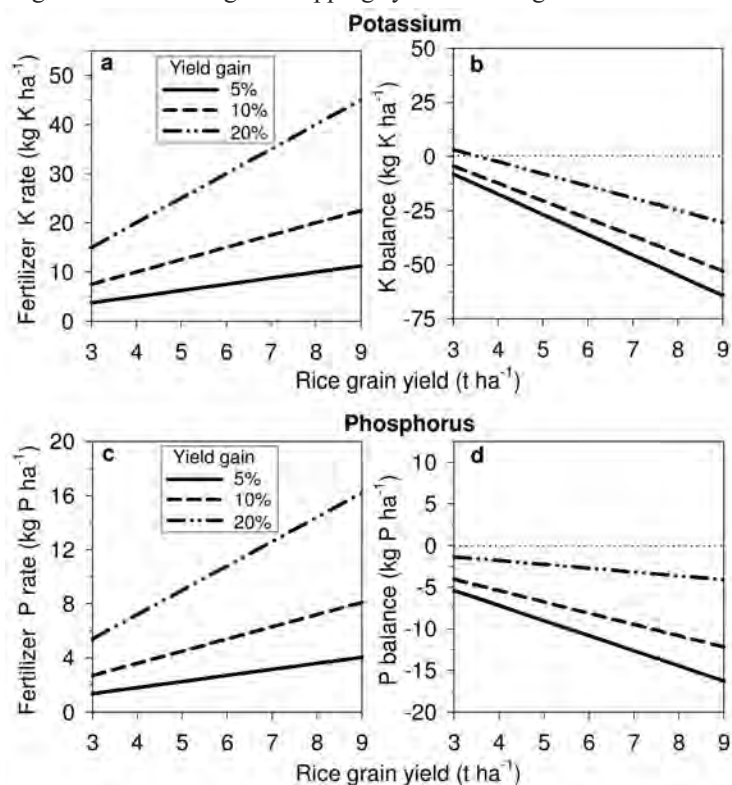 Potassium
a
Yield gain
5%
10%
20%
Fertilizer K rate (kg K ha⁻¹)
50
40
30
20
10
0
3 4 5 6 7 8 9
b
K balance (kg K ha⁻¹)
50
25
0
-25
-50
-75
3 4 5 6 7 8 9
Rice grain yield (t ha⁻¹)
Phosphorus
c
Yield gain
5%
10%
20%
Fertilizer P rate (kg P ha⁻¹)
20
16
12
8
4
0
3 4 5 6 7 8 9
d
P balance (kg P ha⁻¹)
10
5
0
-5
-10
-15
-20
3 4 5 6 7 8 9
Rice grain yield (t ha⁻¹)